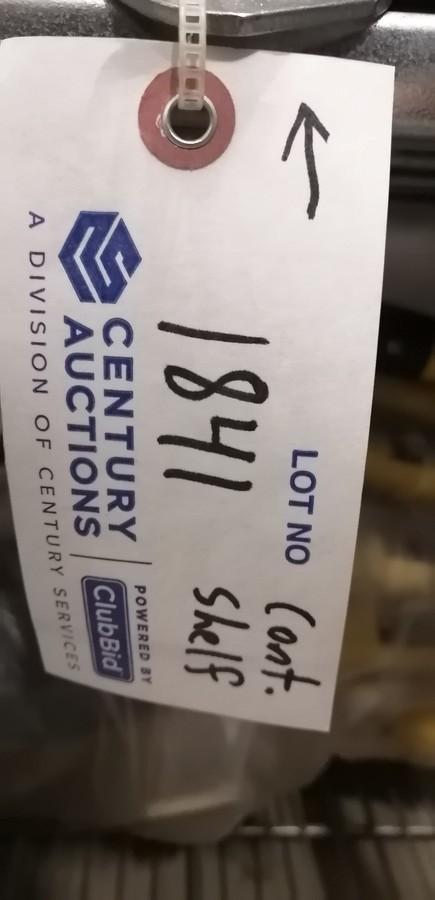 LOT NO
Cont.
1841
shelf
CENTURY
AUCTIONS
POWERED BY
ClubBid
A DIVISION OF CENTURY SERVICES